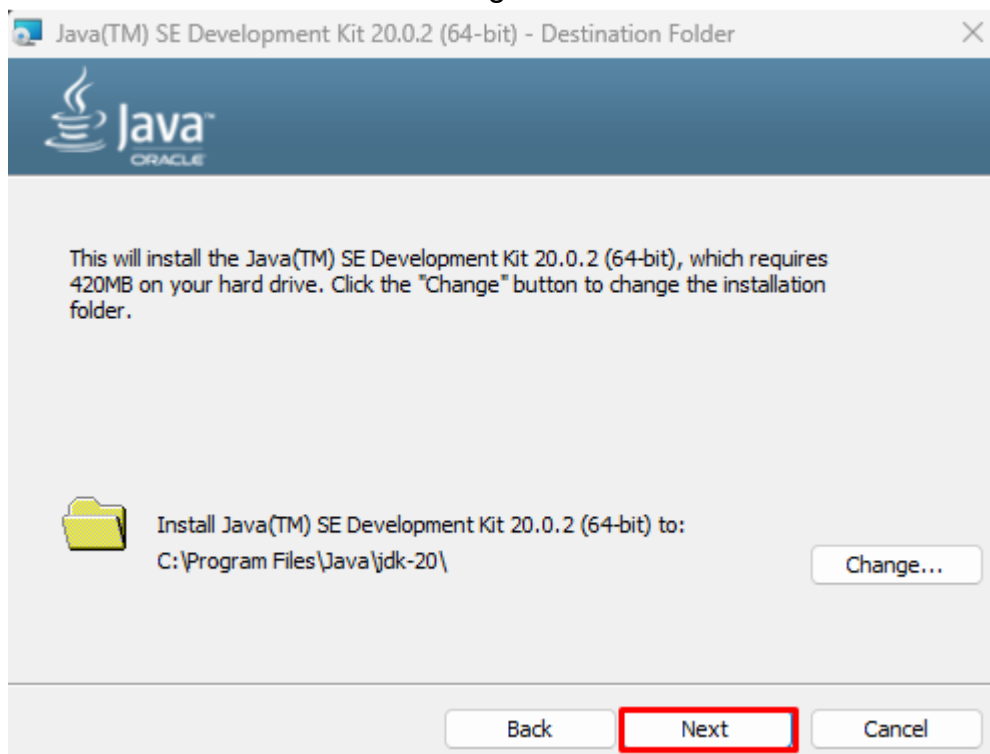 Java(TM) SE Development Kit 20.0.2 (64-bit) - Destination Folder
Java™
ORACLE
This will install the Java(TM) SE Development Kit 20.0.2 (64-bit), which requires
420MB on your hard drive. Click the "Change" button to change the installation
folder.
Install Java(TM) SE Development Kit 20.0.2 (64-bit) to:
C:\Program Files\Java\jdk-20\
Change...
Back Next Cancel